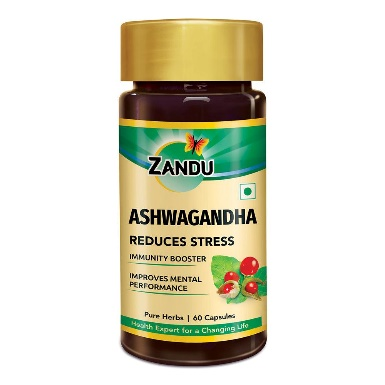 ZANDU
ASHWAGANDHA
REDUCES STRESS
IMMUNITY BOOSTER
IMPROVES MENTAL
PERFORMANCE
Pure Herbs | 60 Capsules
Health Expert for a Changing Life